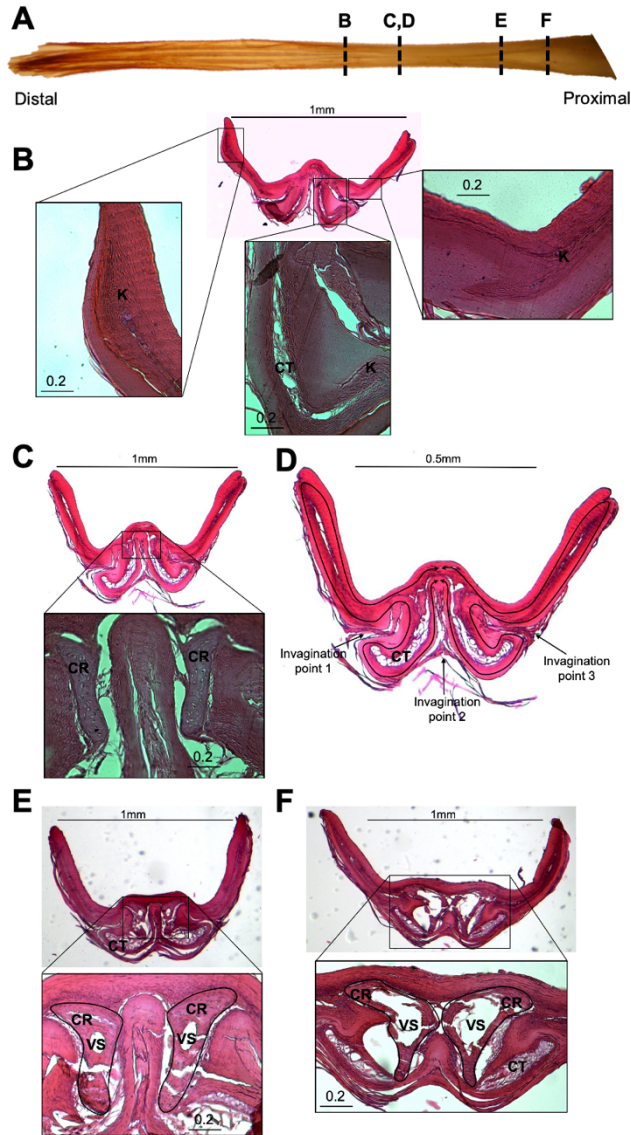 A
B
C,D
E
F
Distal
Proximal
1mm
B
K
0.2
CT
K
0.2
0.2
K
C
1mm
CR
CR
0.2
D
0.5mm
Invagination
point 1
CT
Invagination
point 2
Invagination
point 3
E
1mm
CT
CR
CR
VS
VS
0.2
F
1mm
CR
CR
VS
VS
CT
0.2